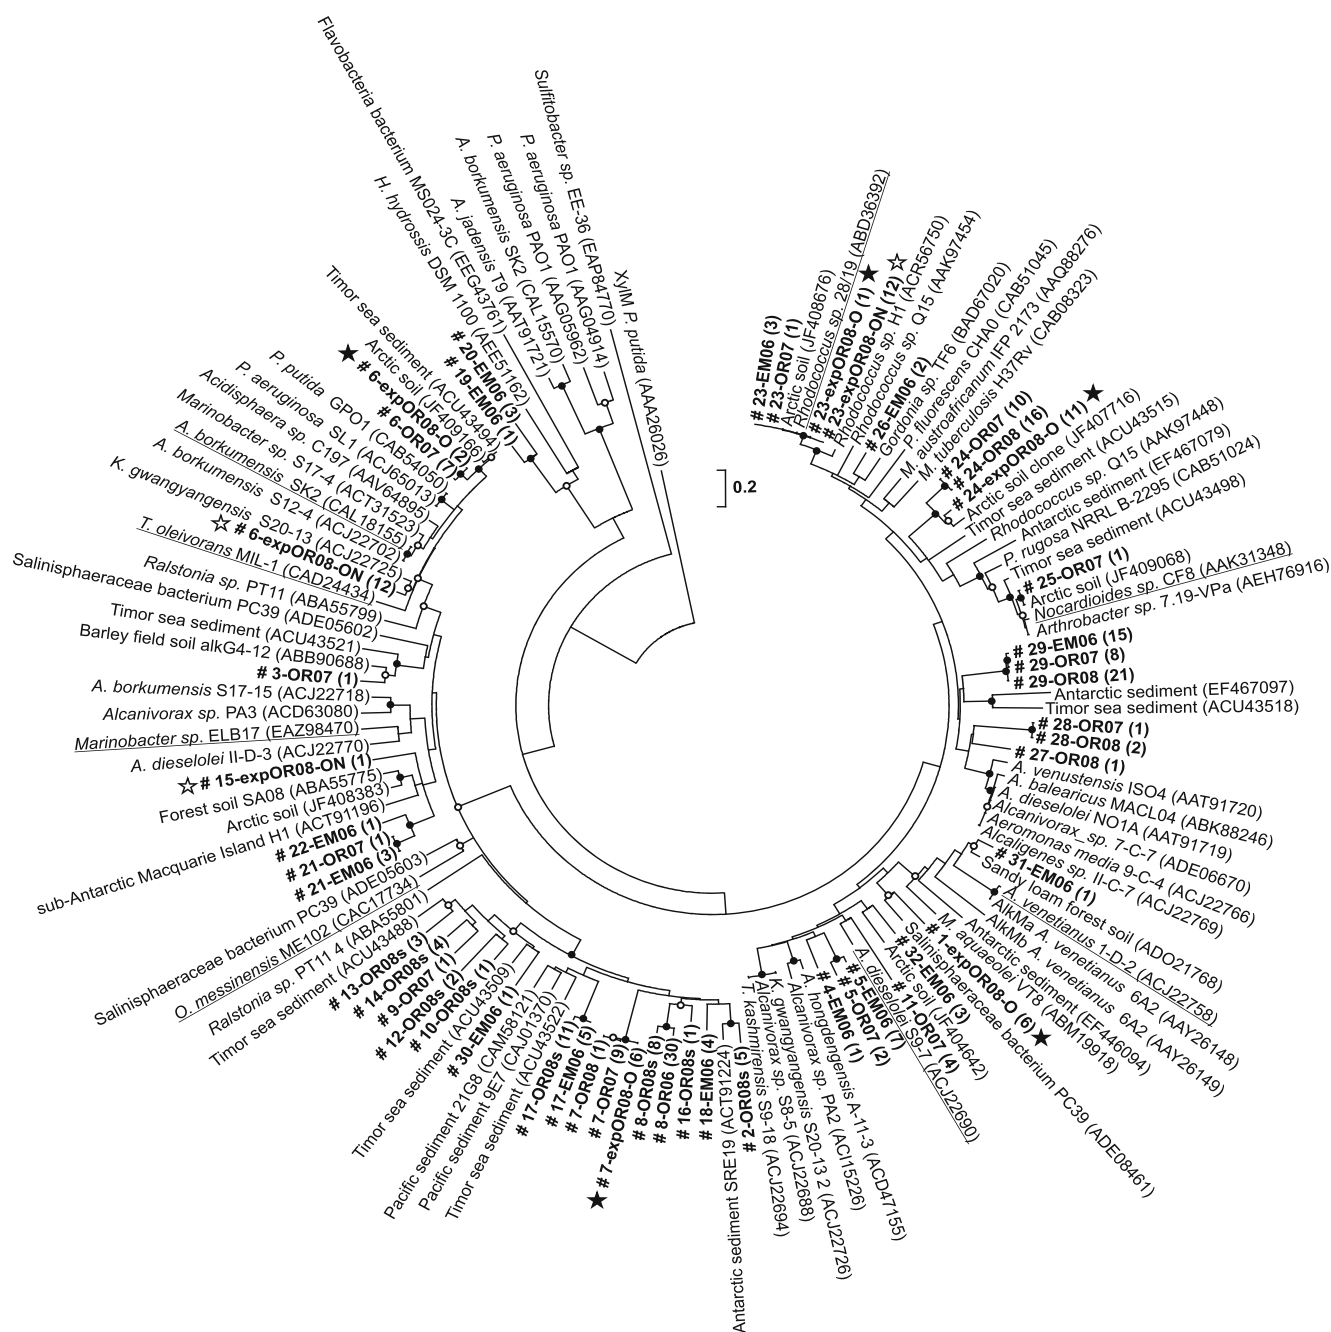 XylM P. putida (AAA26026)
Sulfitobacter sp. EE-36 (EAP84770)
P. aeruginosa PAO1 (AAG04914)
P. aeruginosa PAO1 (AAG05962)
A. borkumensis SK2 (CAL15570)
A. jadensis T9 (AAT91721)
Flavobacteria bacterium MS024-3C (EEG43761)
H. hydrossis DSM 1100 (AEE51162)
# 20-EM06 (3)
# 19-EM06 (1)
Timor sea sediment (ACU43494)
Arctic soil (JF409166)
★ # 6-expOR08-O (2)
# 6-OR07 (7)
P. putida GPO1 (CAB54050)
P. aeruginosa SL1 (ACJ65013)
Acidisphaera sp. C197 (AAV64895)
Marinobacter sp. S17-4 (ACT31523)
A. borkumensis SK2 (CAL18155)
A. borkumensis S12-4 (ACJ22702)
K. gwangyangensis S20-13 (ACJ22725)
☆ # 6-expOR08-ON (12)
T. oleivorans MIL-1 (CAD24434)
Ralstonia sp. PT11 (ABA55799)
Salinisphaeraceae bacterium PC39 (ADE05602)
Timor sea sediment (ACU43521)
Barley field soil alkG4-12 (ABB90688)
# 3-OR07 (1)
A. borkumensis S17-15 (ACJ22718)
Alcanivorax sp. PA3 (ACD63080)
Marinobacter sp. ELB17 (EAZ98470)
A. dieselolei II-D-3 (ACJ22770)
☆ # 15-expOR08-ON (1)
Forest soil SA08 (ABA55775)
Arctic soil (JF408383)
sub-Antarctic Macquarie Island H1 (ACT91196)
# 22-EM06 (1)
# 21-OR07 (1)
# 21-EM06 (3)
Salinisphaeraceae bacterium PC39 (ADE05603)
O. messinensis ME102 (CAC17734)
Ralstonia sp. PT11 4 (ABA55801)
Timor sea sediment (ACU43488)
# 13-OR08s (3)
# 14-OR08s (4)
# 9-OR07 (1)
# 12-OR08s (2)
# 10-OR08s (1)
Timor sea sediment (ACU43509)
# 30-EM06 (1)
Pacific sediment 21G8 (CAM58121)
Pacific sediment 9E7 (CAJ01370)
Timor sea sediment (ACU43522)
# 17-OR08s (11)
# 17-EM06 (5)
# 7-OR08 (1)
# 7-OR07 (9)
★ # 7-expOR08-O (6)
# 8-OR08s (8)
# 8-OR06 (30)
# 16-OR08s (1)
# 18-EM06 (4)
Antarctic sediment SRE19 (ACT91224)
# 2-OR08s (5)
T. kashmirensis S9-18 (ACJ22694)
Alcanivorax sp. S8-5 (ACJ22688)
K. gwangyangensis S20-13 2 (ACJ22726)
Alcanivorax sp. PA2 (ACI15226)
A. hongdengensis A-11-3 (ACD47155)
# 4-EM06 (1)
# 5-OR07 (2)
# 5-EM06 (7)
A. dieselolei S9-7 (ACJ22690)
# 11-OR07 (4)
Arctic soil (JF404642)
# 32-EM06 (3)
Salinisphaeraceae bacterium PC39 (ADE08461)
# 1-expOR08-O (6) ★
M. aquaeolei VT8 (ABM19918)
Antarctic sediment (EF446094)
AlkMb A. venetianus 6A2 (AAY26149)
AlkMa A. venetianus 6A2 (AAY26148)
A. venetianus 1-D-2 (ACJ22758)
Sandy loam forest soil (ADO21768)
# 31-EM06 (1)
Alcaligenes sp. II-C-7 (ACJ22769)
Aeromonas media 9-C-4 (ACJ22766)
Alcanivorax_sp. 7-C-7 (ADE06670)
A. dieselolei NO1A (AAT91719)
A. balearicus MACL04 (ABK88246)
A. venustensis ISO4 (AAT91720)
# 27-OR08 (1)
# 28-OR08 (2)
# 28-OR07 (1)
Timor sea sediment (ACU43518)
Antarctic sediment (EF467097)
# 29-OR08 (21)
# 29-OR07 (8)
# 29-EM06 (15)
Arthrobacter sp. 7.19-VPa (AEH76916)
Nocardioides sp. CF8 (AAK31348)
Arctic soil (JF409068)
# 25-OR07 (1)
Timor sea sediment (ACU43498)
P. rugosa NRRL B-2295 (CAB51024)
Antarctic sediment (EF467079)
Rhodococcus sp. Q15 (AAK97448)
Timor sea sediment (ACU43515)
Arctic soil clone (JF407716)
# 24-expOR08-O (11) ★
# 24-OR08 (16)
# 24-OR07 (10)
M. tuberculosis H37Rv (CAB08323)
M. austroafricanum IFP 2173 (AAQ88276)
P. fluorescens CHA0 (CAB51045)
Gordonia sp. TF6 (BAD67020)
# 26-EM06 (2)
Rhodococcus sp. Q15 (AAK97454)
Rhodococcus sp. H1 (ACR56750)
# 23-expOR08-ON (12) ☆
# 23-expOR08-O (1) ★
Rhodococcus sp. 28/19 (ABD36392)
Arctic soil (JF408676)
# 23-OR07 (1)
# 23-EM06 (3)
0.2